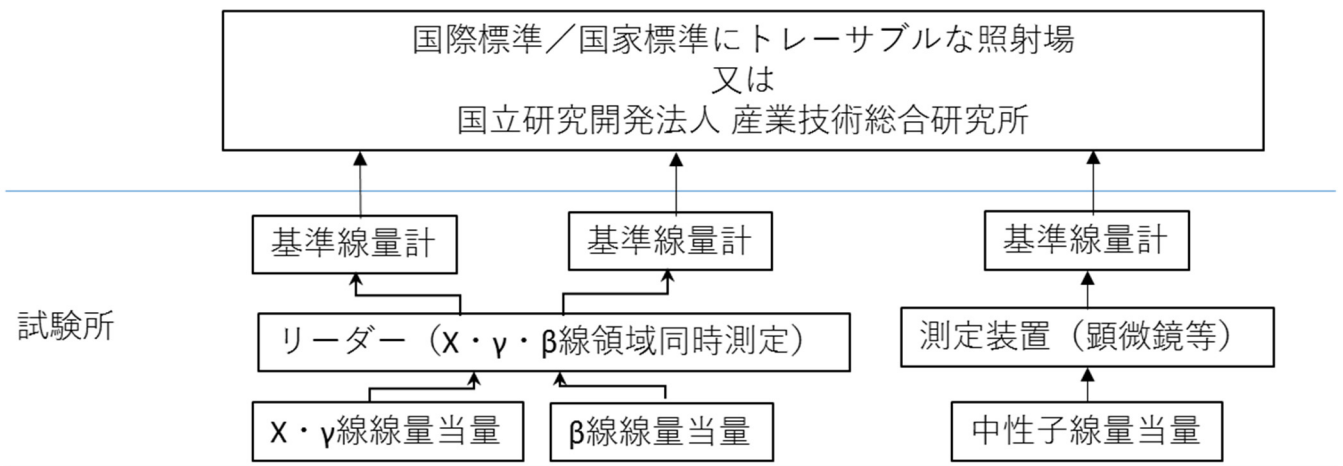 国際標準／国家標準にトレーサブルな照射場
又は
国立研究開発法人 産業技術総合研究所
基準線量計
基準線量計
基準線量計
試験所
リーダー（X・γ・β線領域同時測定）
測定装置（顕微鏡等）
X・γ線線量当量
β線線量当量
中性子線量当量